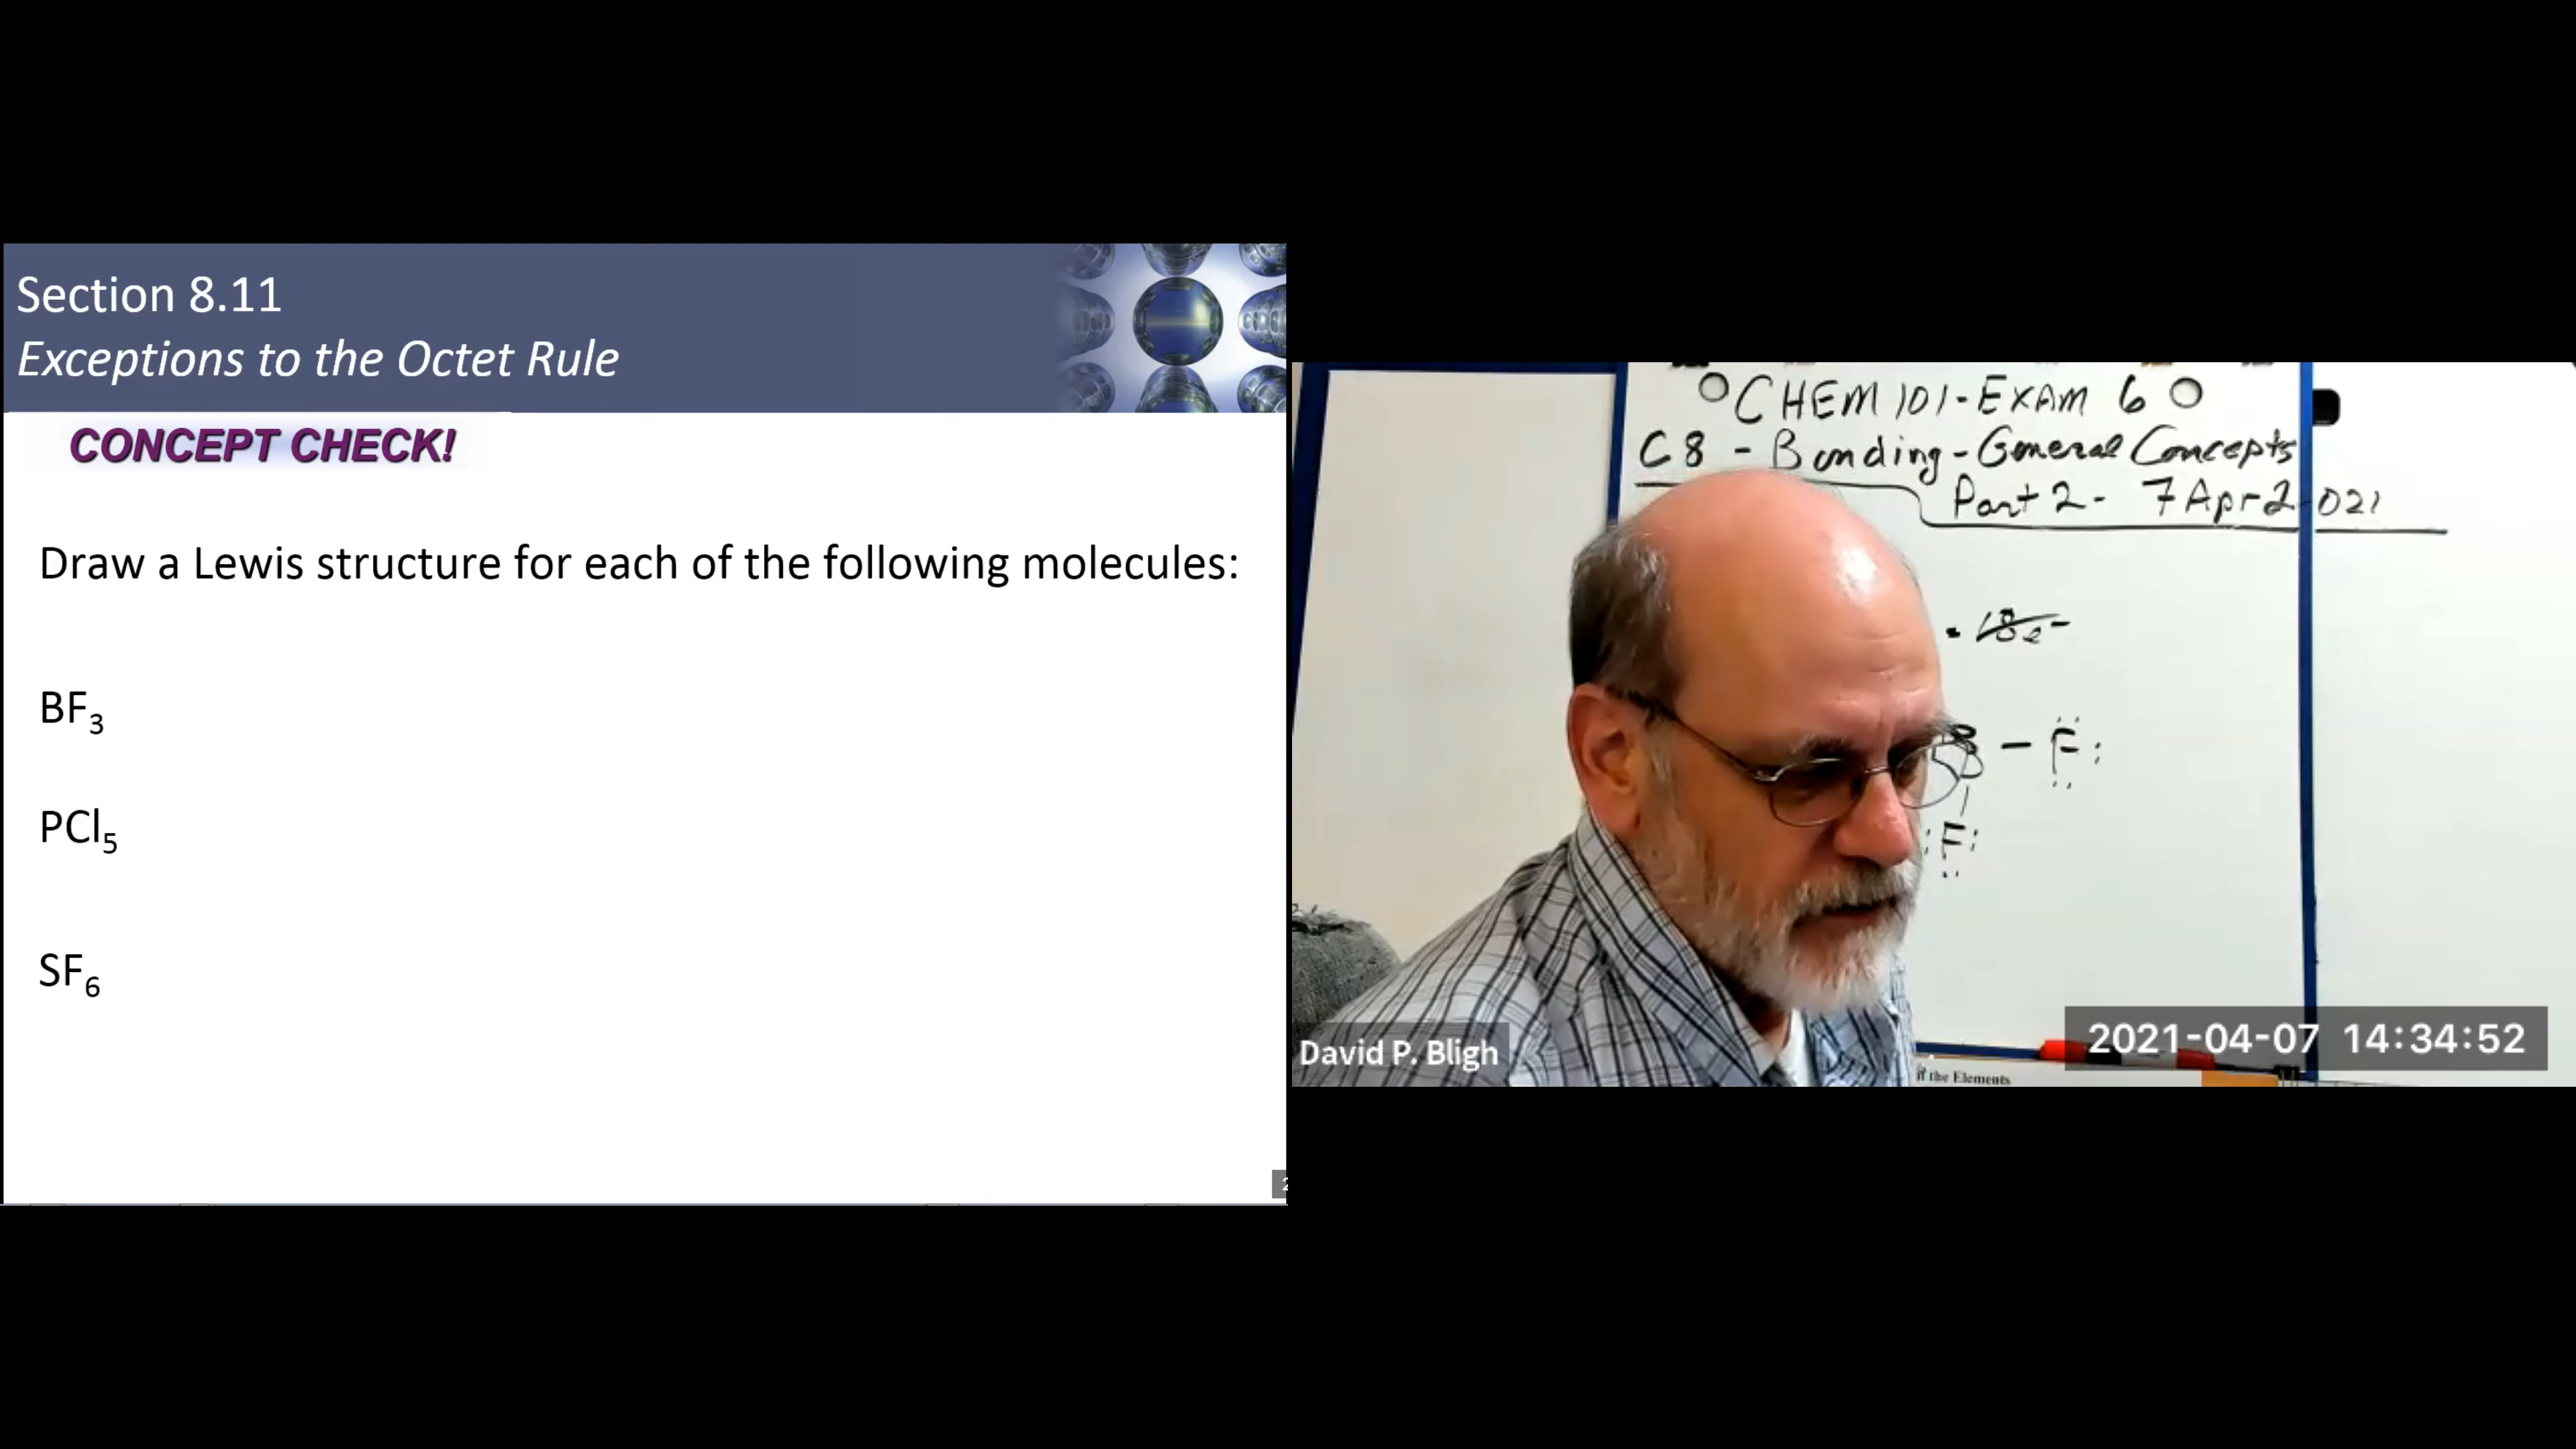 Section 8.11
Exceptions to the Octet Rule
CONCEPT CHECK!
Draw a Lewis structure for each of the following molecules:
BF₃
PCl₅
SF₆
CHEM 101-EXAM 6
C8 - Bonding - General Concepts
Part 2 - 7 Apr 2021
18e-
B - F
F
David P. Bligh
2021-04-07 14:34:52
the Elements